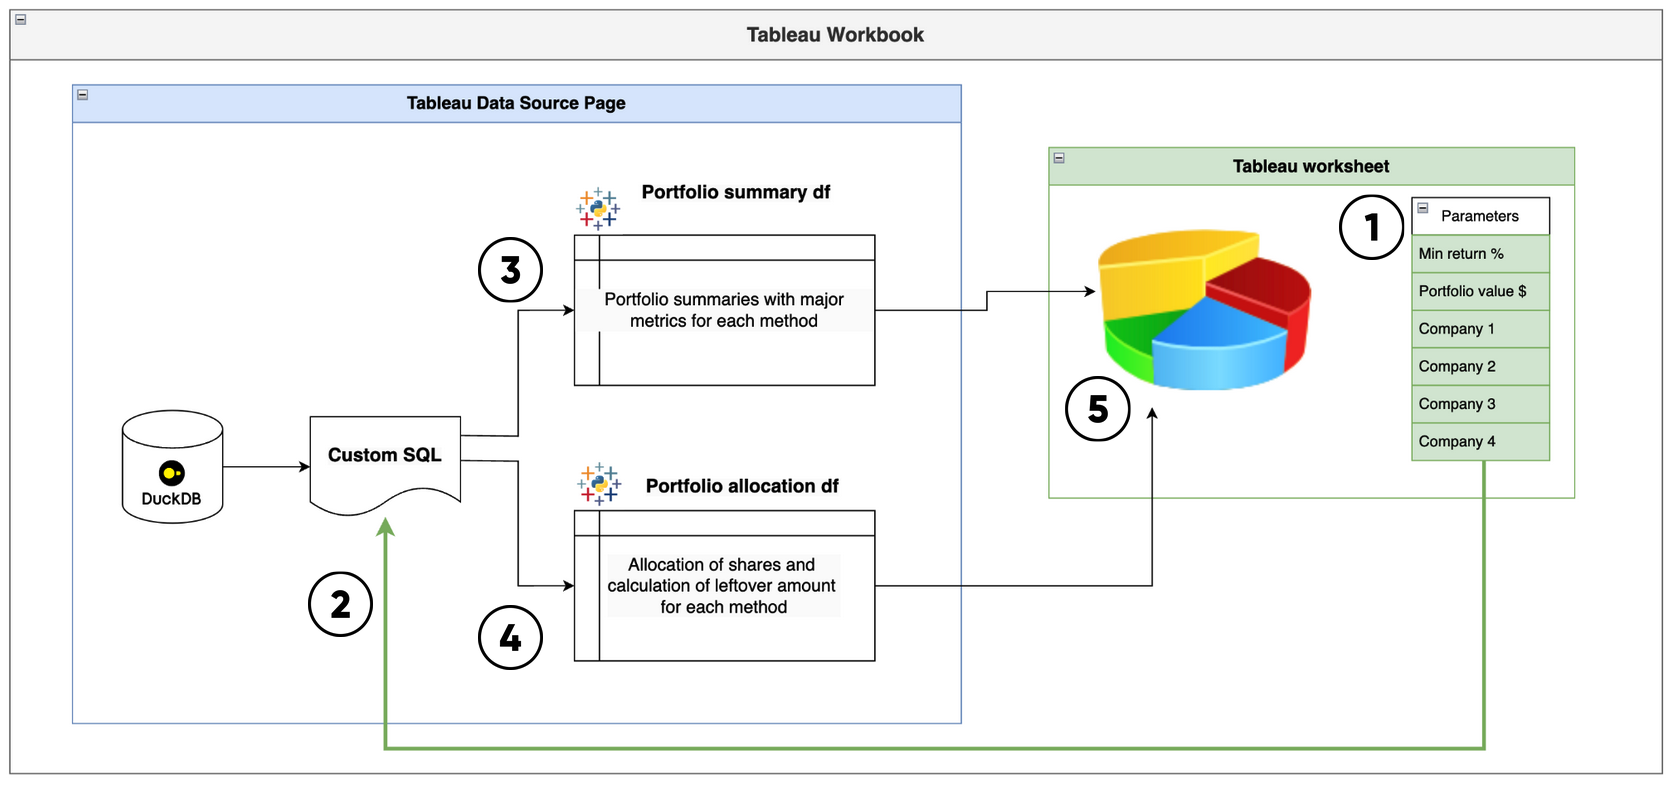 Tableau Workbook
Tableau Data Source Page
Portfolio summary df
3
Portfolio summaries with major
metrics for each method
DuckDB
Custom SQL
2
Portfolio allocation df
4
Allocation of shares and
calculation of leftover amount
for each method
Tableau worksheet
1
Parameters
Min return %
Portfolio value $
Company 1
Company 2
Company 3
Company 4
5